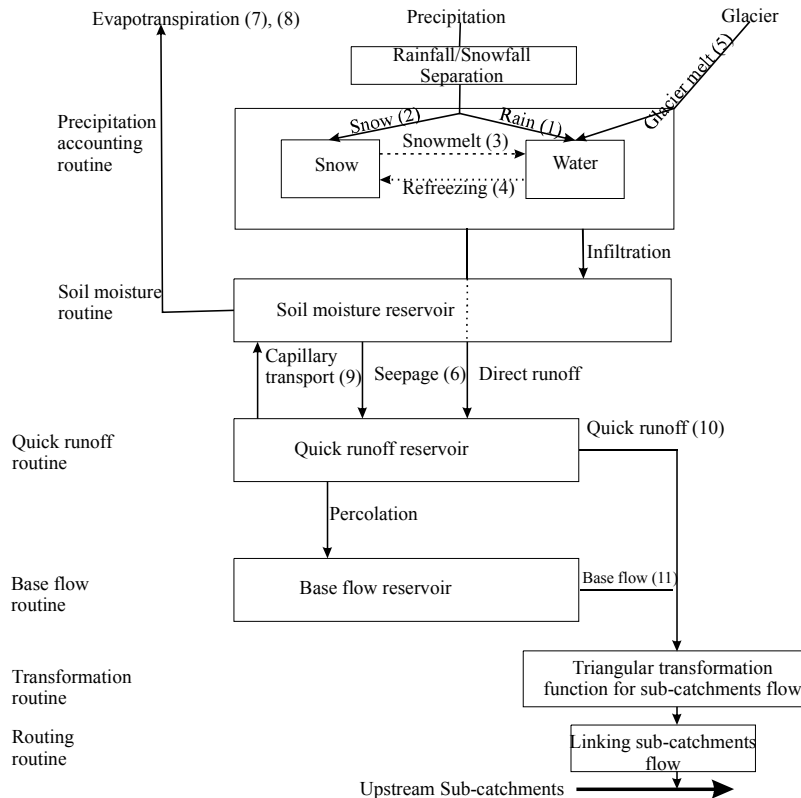 Evapotranspiration (7), (8)
Precipitation
Glacier
Rainfall/Snowfall
Separation
Glacier melt (5)
Snow (2)
Rain (1)
Precipitation
accounting
routine
Snowmelt (3)
Snow
Water
Refreezing (4)
Infiltration
Soil moisture
routine
Soil moisture reservoir
Capillary
transport (9)
Seepage (6)
Direct runoff
Quick runoff
routine
Quick runoff reservoir
Quick runoff (10)
Percolation
Base flow
routine
Base flow reservoir
Base flow (11)
Transformation
routine
Triangular transformation
function for sub-catchments flow
Routing
routine
Linking sub-catchments
flow
Upstream Sub-catchments